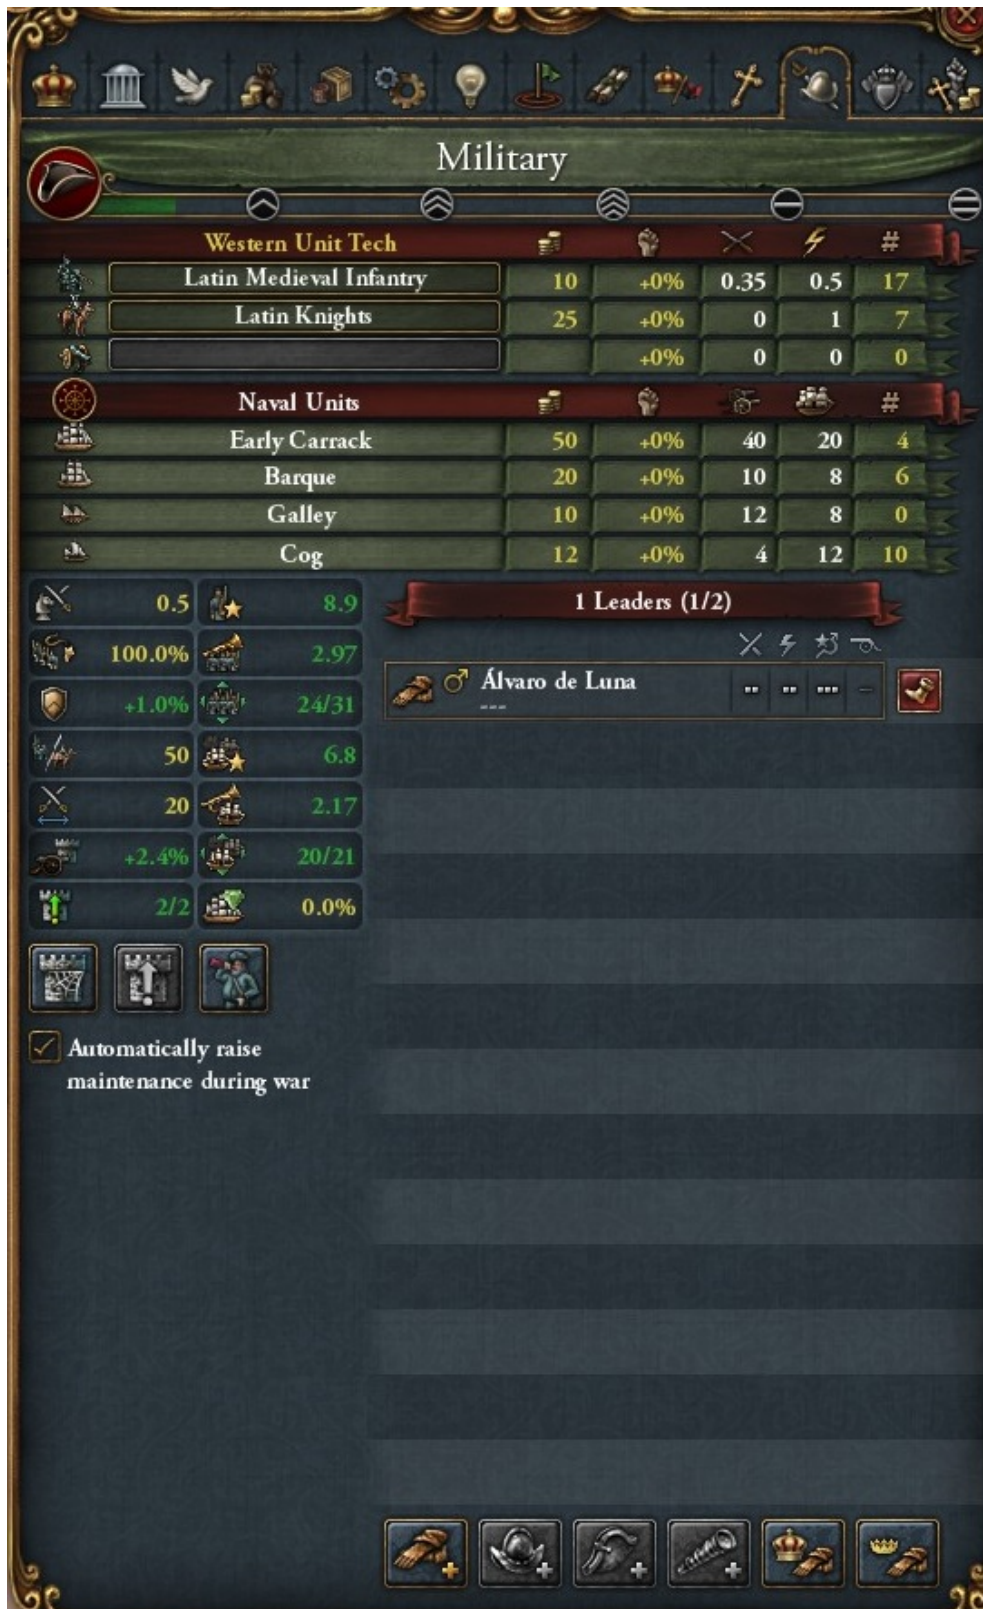 Military
Western Unit Tech #
Latin Medieval Infantry 10 +0% 0.35 0.5 17
Latin Knights 25 +0% 0 1 7
+0% 0 0 0
Naval Units #
Early Carrack 50 +0% 40 20 4
Barque 20 +0% 10 8 6
Galley 10 +0% 12 8 0
Cog 12 +0% 4 12 10
0.5 8.9
100.0% 2.97
+1.0% 24/31
50 6.8
20 2.17
+2.4% 20/21
2/2 0.0%
Automatically raise
maintenance during war
1 Leaders (1/2)
Álvaro de Luna
---